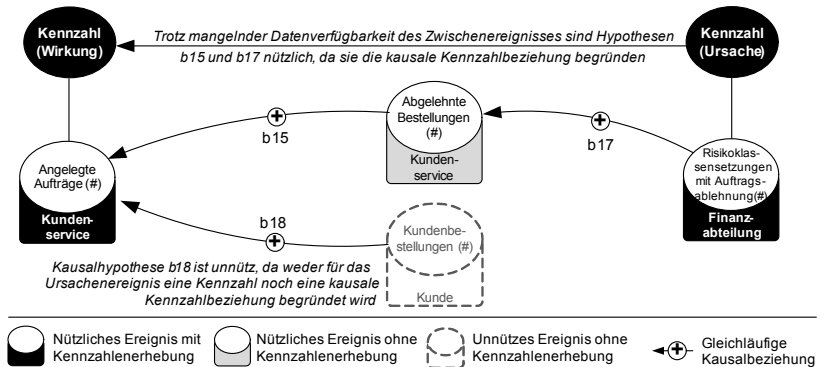 Kennzahl
(Wirkung)
Trotz mangelnder Datenverfügbarkeit des Zwischenereignisses sind Hypothesen
b15 und b17 nützlich, da sie die kausale Kennzahlbeziehung begründen
Kennzahl
(Ursache)
b15
Abgelehnte
Bestellungen
(#)
Kunden-
service
b17
Angelegte
Aufträge (#)
Kunden-
service
Risikoklas-
sensetzungen
mit Auftrags-
ablehnung(#)
Finanz-
abteilung
b18
Kundenbe-
stellungen (#)
Kunde
Kausalhypothese b18 ist unnütz, da weder für das
Ursachenereignis eine Kennzahl noch eine kausale
Kennzahlbeziehung begründet wird
Nützliches Ereignis mit
Kennzahlenerhebung
Nützliches Ereignis ohne
Kennzahlenerhebung
Unnützes Ereignis ohne
Kennzahlenerhebung
Gleichläufige
Kausalbeziehung